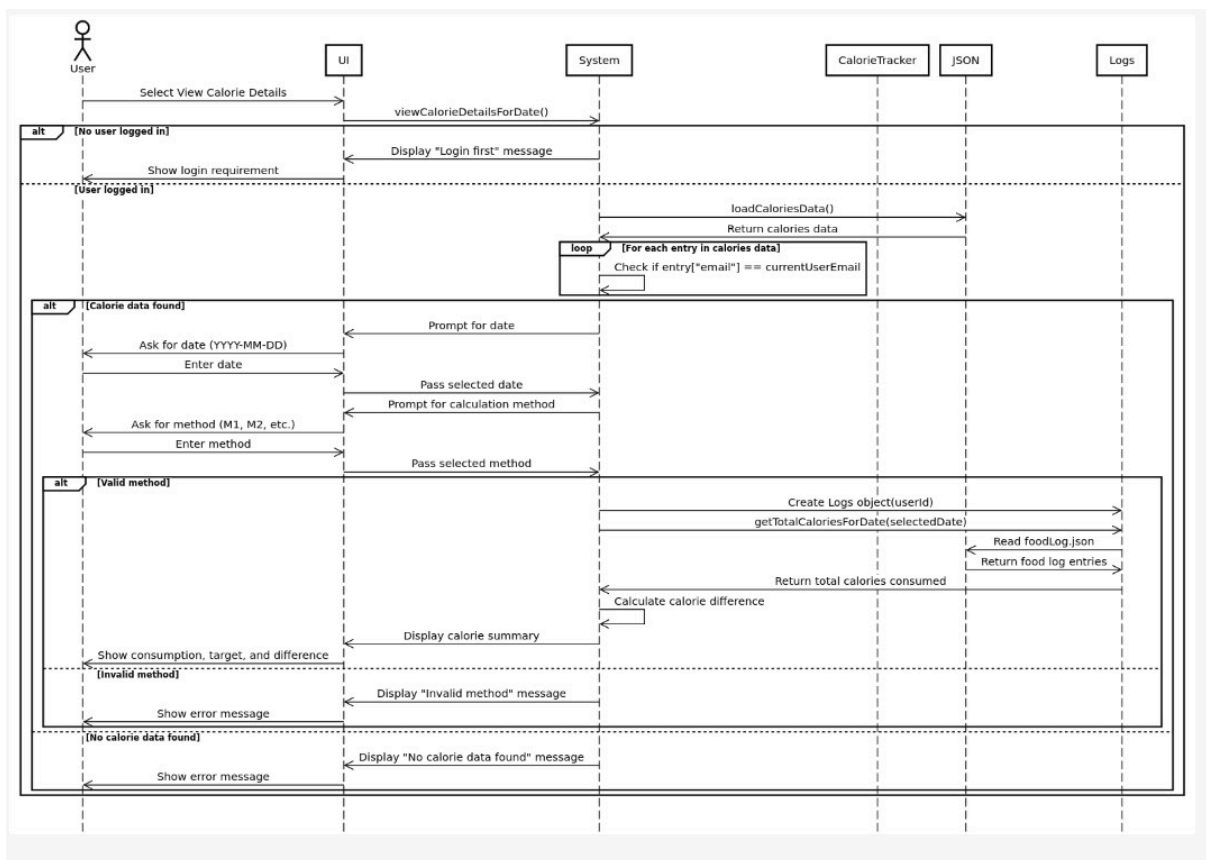 User
UI
System
CalorieTracker
JSON
Logs
Select View Calorie Details
viewCalorieDetailsForDate()
alt
[No user logged in]
Display "Login first" message
Show login requirement
[User logged in]
loadCaloriesData()
Return calories data
loop
[For each entry in calories data]
Check if entry["email"] == currentUserEmail
alt
[Calorie data found]
Prompt for date
Ask for date (YYYY-MM-DD)
Enter date
Pass selected date
Prompt for calculation method
Ask for method (M1, M2, etc.)
Enter method
Pass selected method
alt
[Valid method]
Create Logs object(userId)
getTotalCaloriesForDate(selectedDate)
Read foodLog.json
Return food log entries
Return total calories consumed
Calculate calorie difference
Display calorie summary
Show consumption, target, and difference
[Invalid method]
Display "Invalid method" message
Show error message
[No calorie data found]
Display "No calorie data found" message
Show error message